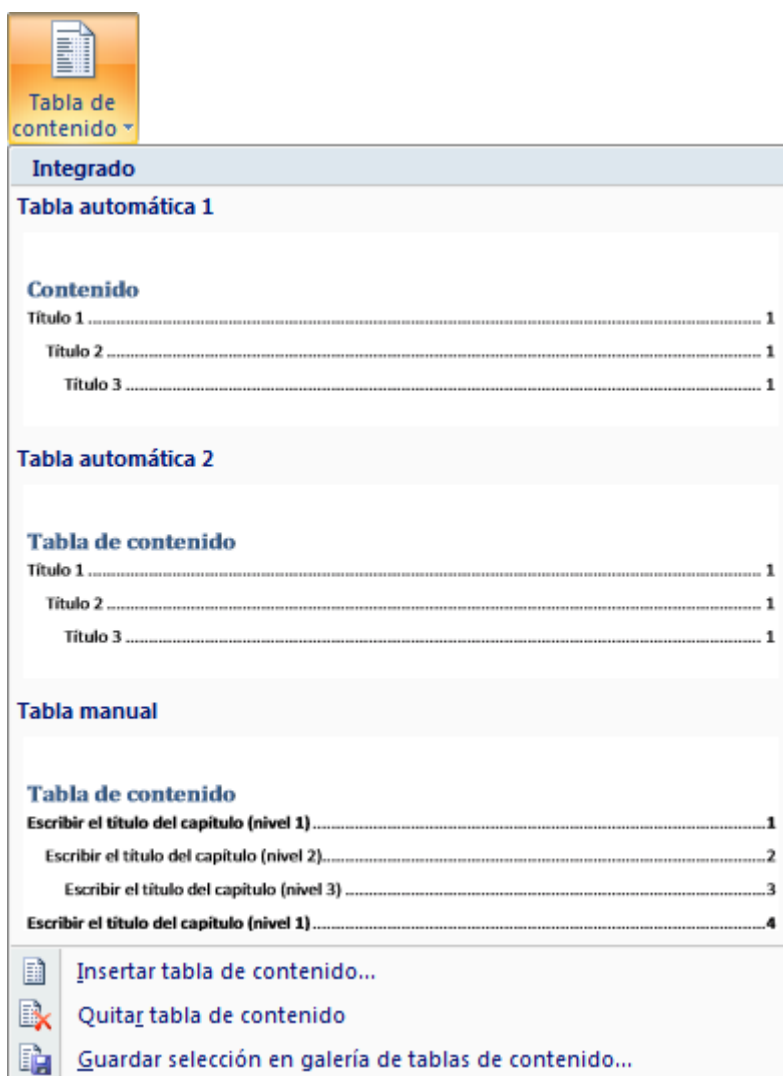 Tabla de
contenido
Integrado
Tabla automática 1
Contenido
Título 1 ........ 1
Título 2 ........ 1
Título 3 ........ 1
Tabla automática 2
Tabla de contenido
Título 1 ........ 1
Título 2 ........ 1
Título 3 ........ 1
Tabla manual
Tabla de contenido
Escribir el título del capítulo (nivel 1) ........ 1
Escribir el título del capítulo (nivel 2) ........ 2
Escribir el título del capítulo (nivel 3) ........ 3
Escribir el título del capítulo (nivel 1) ........ 4
Insertar tabla de contenido...
Quitar tabla de contenido
Guardar selección en galería de tablas de contenido...